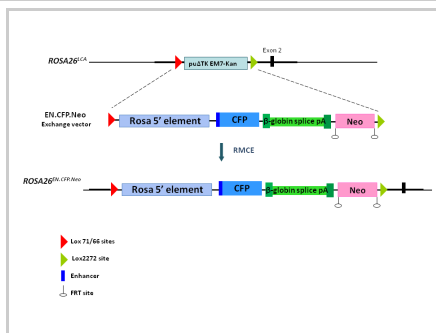 Exon 2
ROSA26^LCA
puΔTK EM7-Kan
EN.CFP.Neo
Exchange vector
Rosa 5' element
CFP
β-globin splice pA
Neo
RMCE
ROSA26^EN.CFP.Neo
Rosa 5' element
CFP
β-globin splice pA
Neo
Lox 71/66 sites
Lox2272 site
Enhancer
FRT site